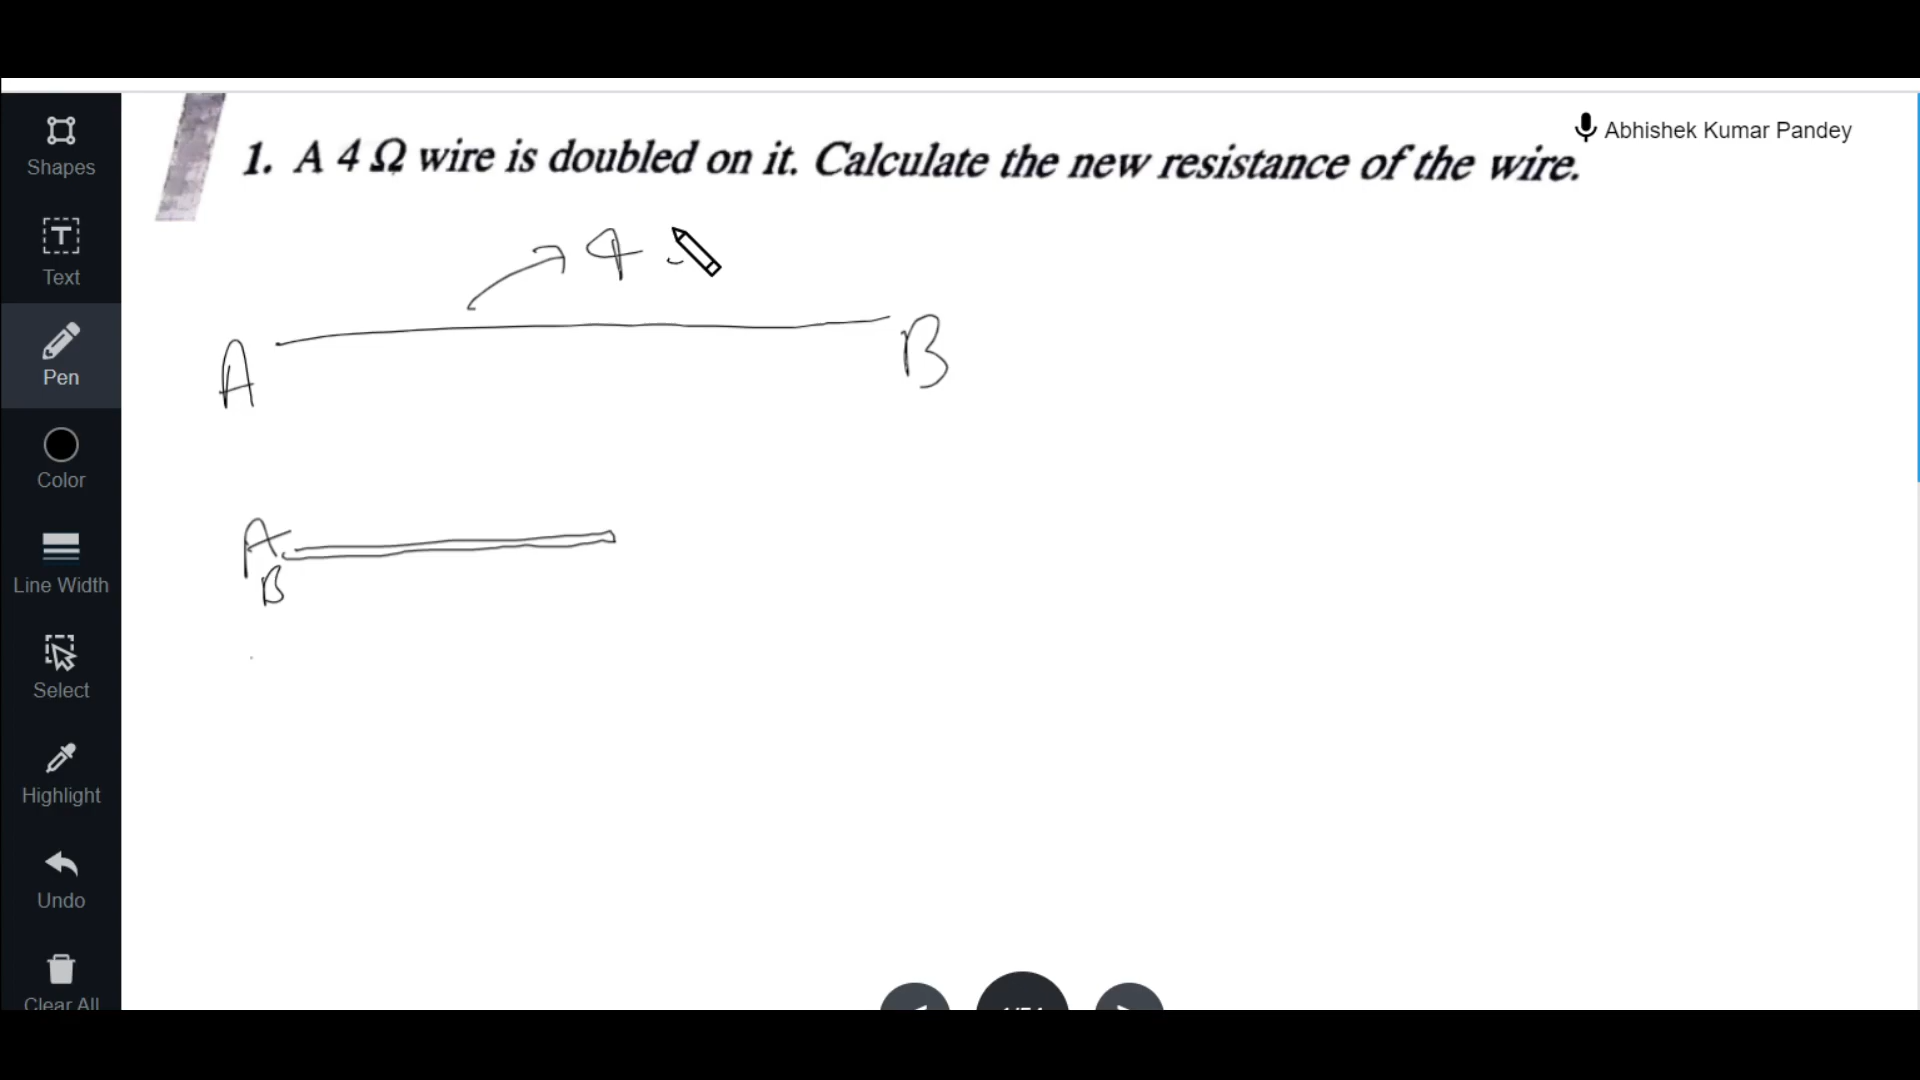 Abhishek Kumar Pandey
1. A 4 Ω wire is doubled on it. Calculate the new resistance of the wire.
4
A
B
A
B
Shapes
Text
Pen
Color
Line Width
Select
Highlight
Undo
Clear All